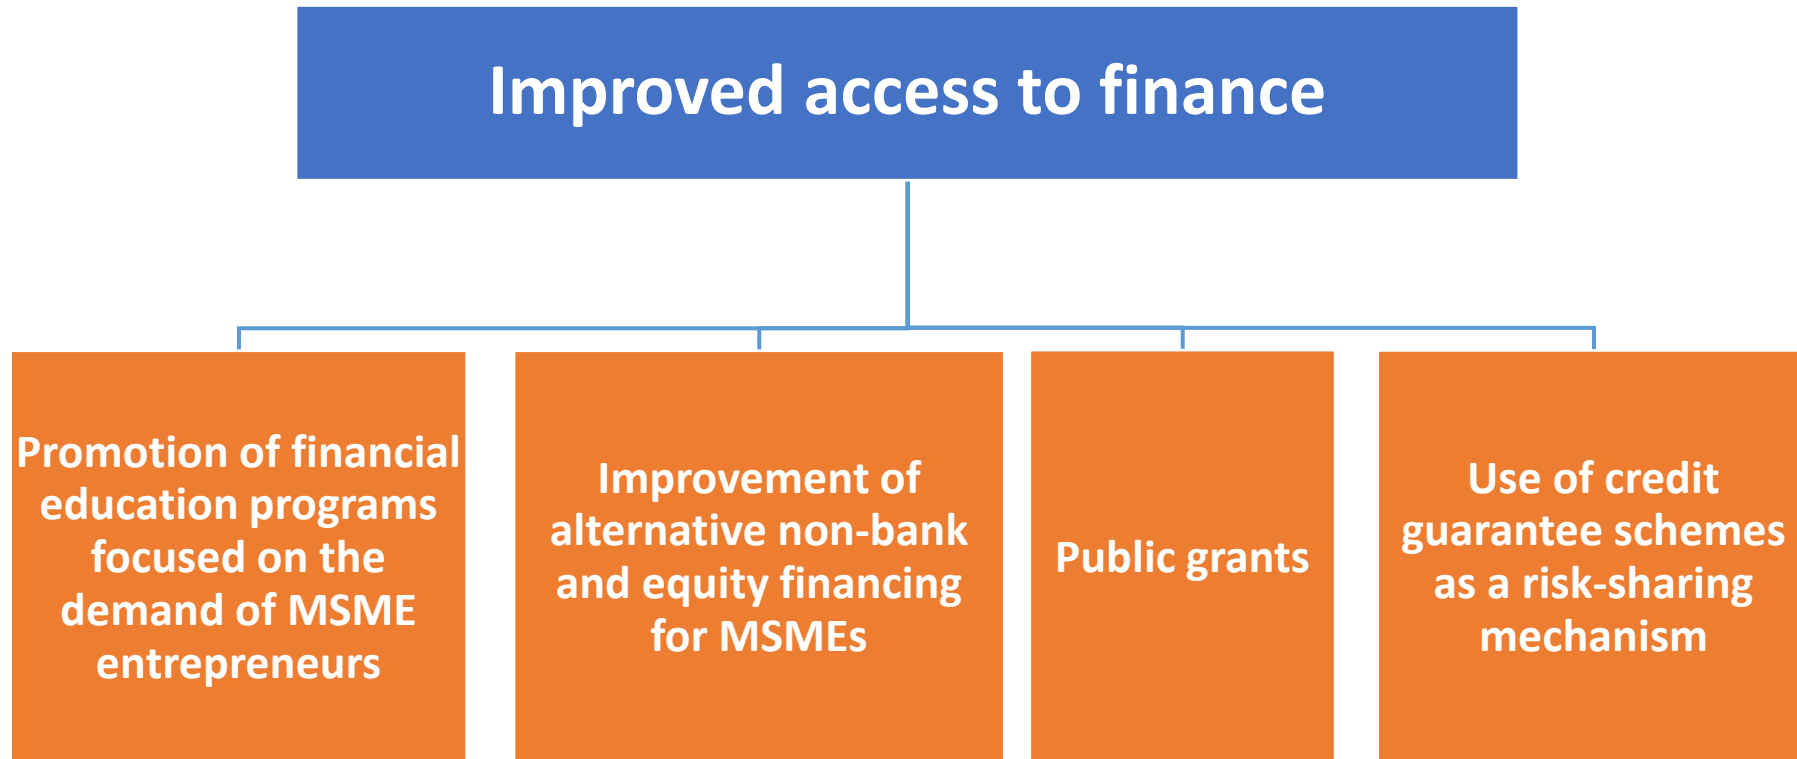 Improved access to finance
Promotion of financial
education programs
focused on the
demand of MSME
entrepreneurs
Improvement of
alternative non-bank
and equity financing
for MSMEs
Public grants
Use of credit
guarantee schemes
as a risk-sharing
mechanism